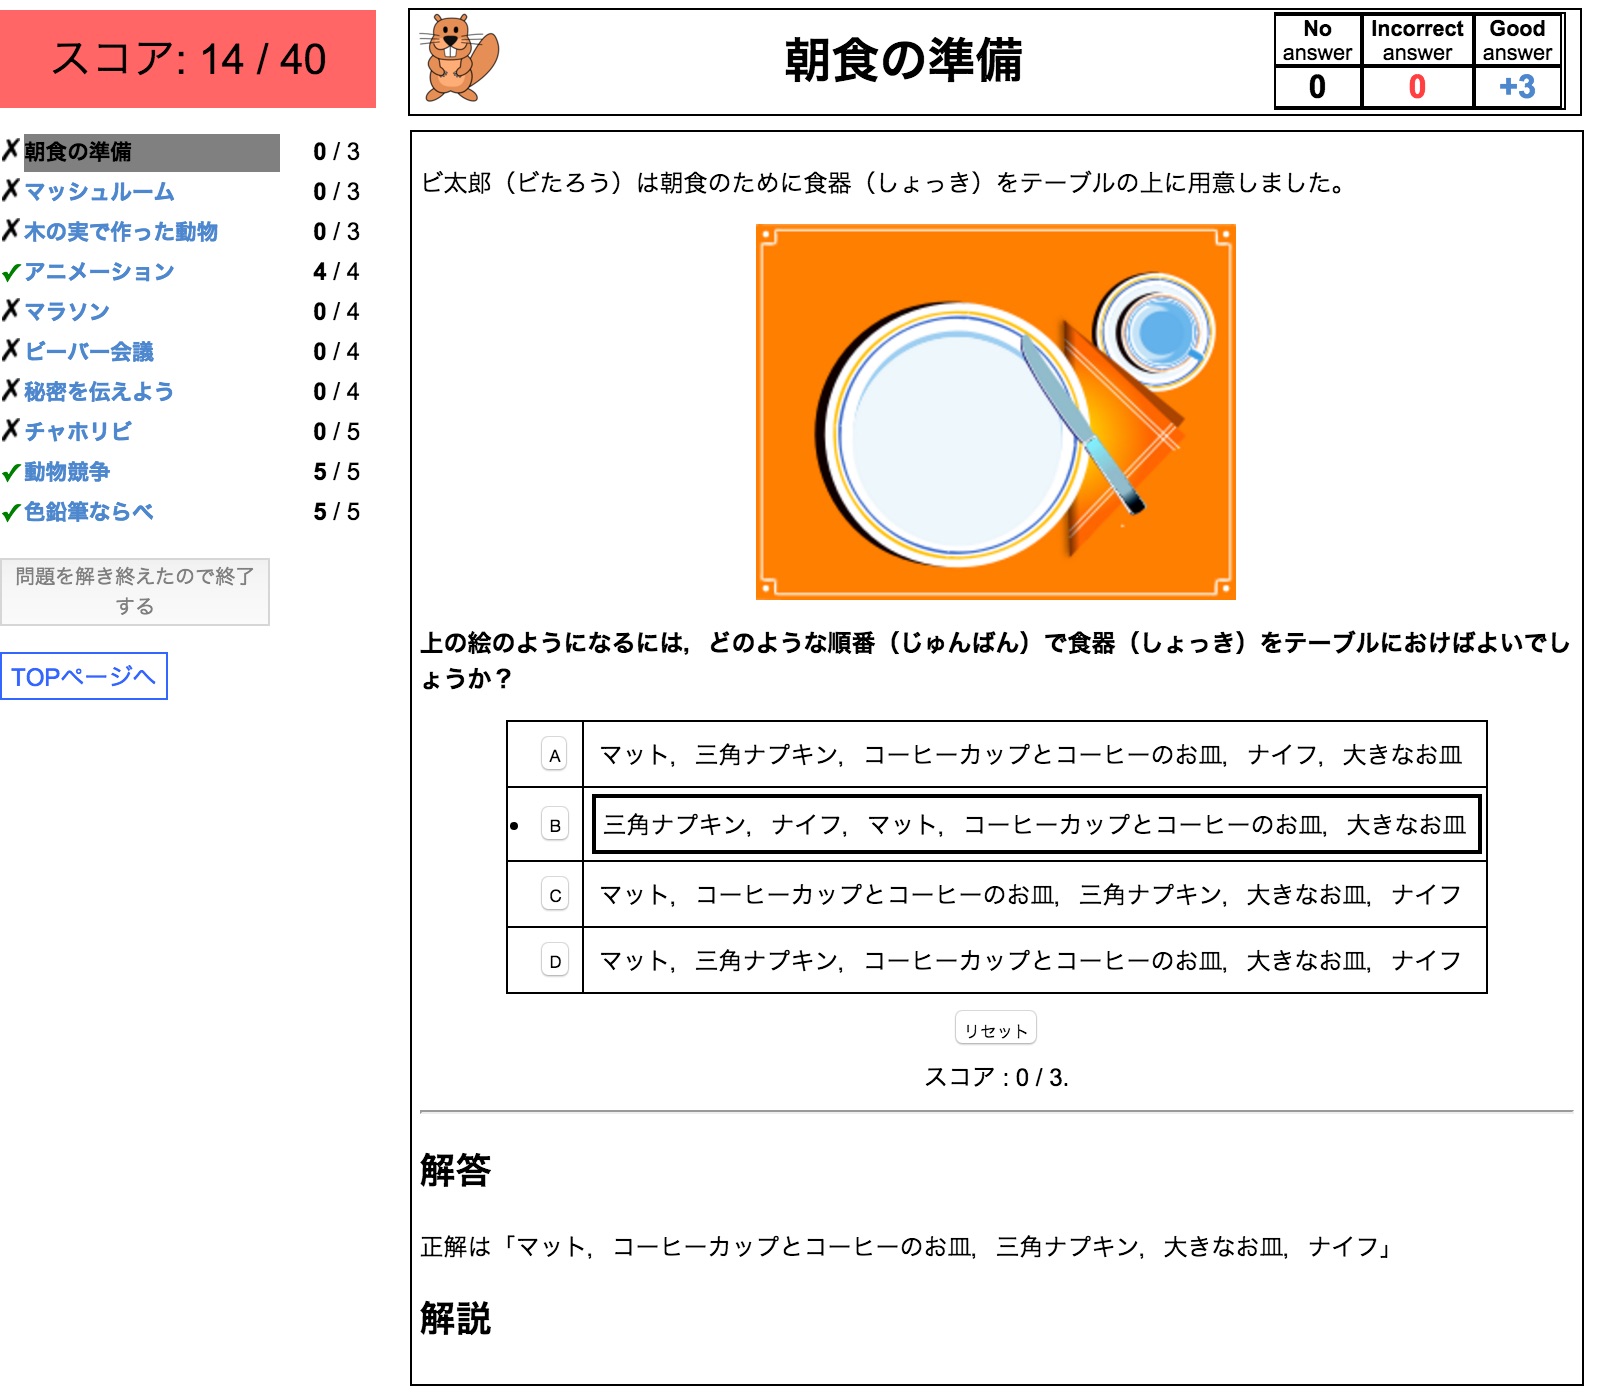 スコア: 14 / 40
朝食の準備 0 / 3
マッシュルーム 0 / 3
木の実で作った動物 0 / 3
アニメーション 4 / 4
マラソン 0 / 4
ビーバー会議 0 / 4
秘密を伝えよう 0 / 4
チャホリビ 0 / 5
動物競争 5 / 5
色鉛筆ならべ 5 / 5
問題を解き終えたので終了
する
TOPページへ
朝食の準備
No Incorrect Good
answer answer answer
0 0 +3
ビ太郎（ビたろう）は朝食のために食器（しょっき）をテーブルの上に用意しました。
上の絵のようになるには，どのような順番（じゅんばん）で食器（しょっき）をテーブルにおけばよいでし
ょうか？
A マット，三角ナプキン，コーヒーカップとコーヒーのお皿，ナイフ，大きなお皿
B 三角ナプキン，ナイフ，マット，コーヒーカップとコーヒーのお皿，大きなお皿
C マット，コーヒーカップとコーヒーのお皿，三角ナプキン，大きなお皿，ナイフ
D マット，三角ナプキン，コーヒーカップとコーヒーのお皿，大きなお皿，ナイフ
リセット
スコア : 0 / 3.
解答
正解は「マット，コーヒーカップとコーヒーのお皿，三角ナプキン，大きなお皿，ナイフ」
解説